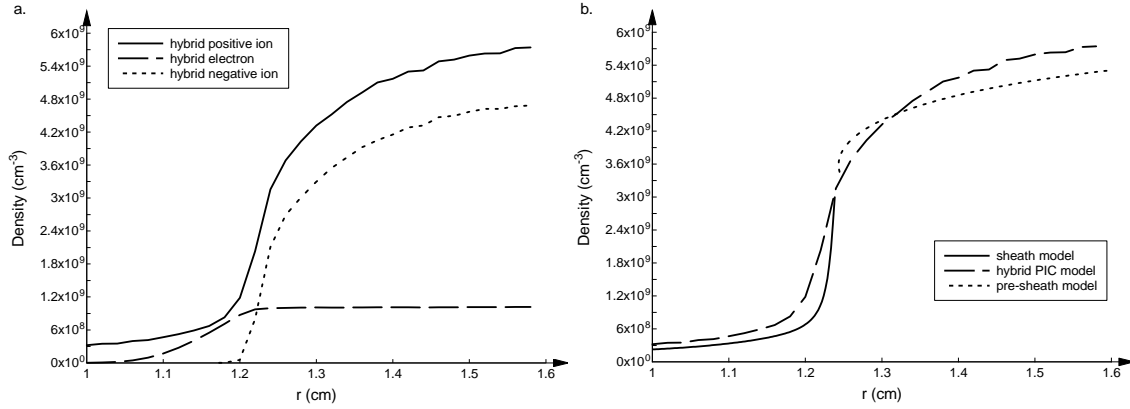 a.
Density (cm⁻³)
6x10⁹
5.4x10⁹
4.8x10⁹
4.2x10⁹
3.6x10⁹
3x10⁹
2.4x10⁹
1.8x10⁹
1.2x10⁹
6x10⁸
0x10⁰
hybrid positive ion
hybrid electron
hybrid negative ion
1 1.1 1.2 1.3 1.4 1.5 1.6
r (cm)
b.
Density (cm⁻³)
6x10⁹
5.4x10⁹
4.8x10⁹
4.2x10⁹
3.6x10⁹
3x10⁹
2.4x10⁹
1.8x10⁹
1.2x10⁹
6x10⁸
0x10⁰
sheath model
hybrid PIC model
pre-sheath model
1 1.1 1.2 1.3 1.4 1.5 1.6
r (cm)